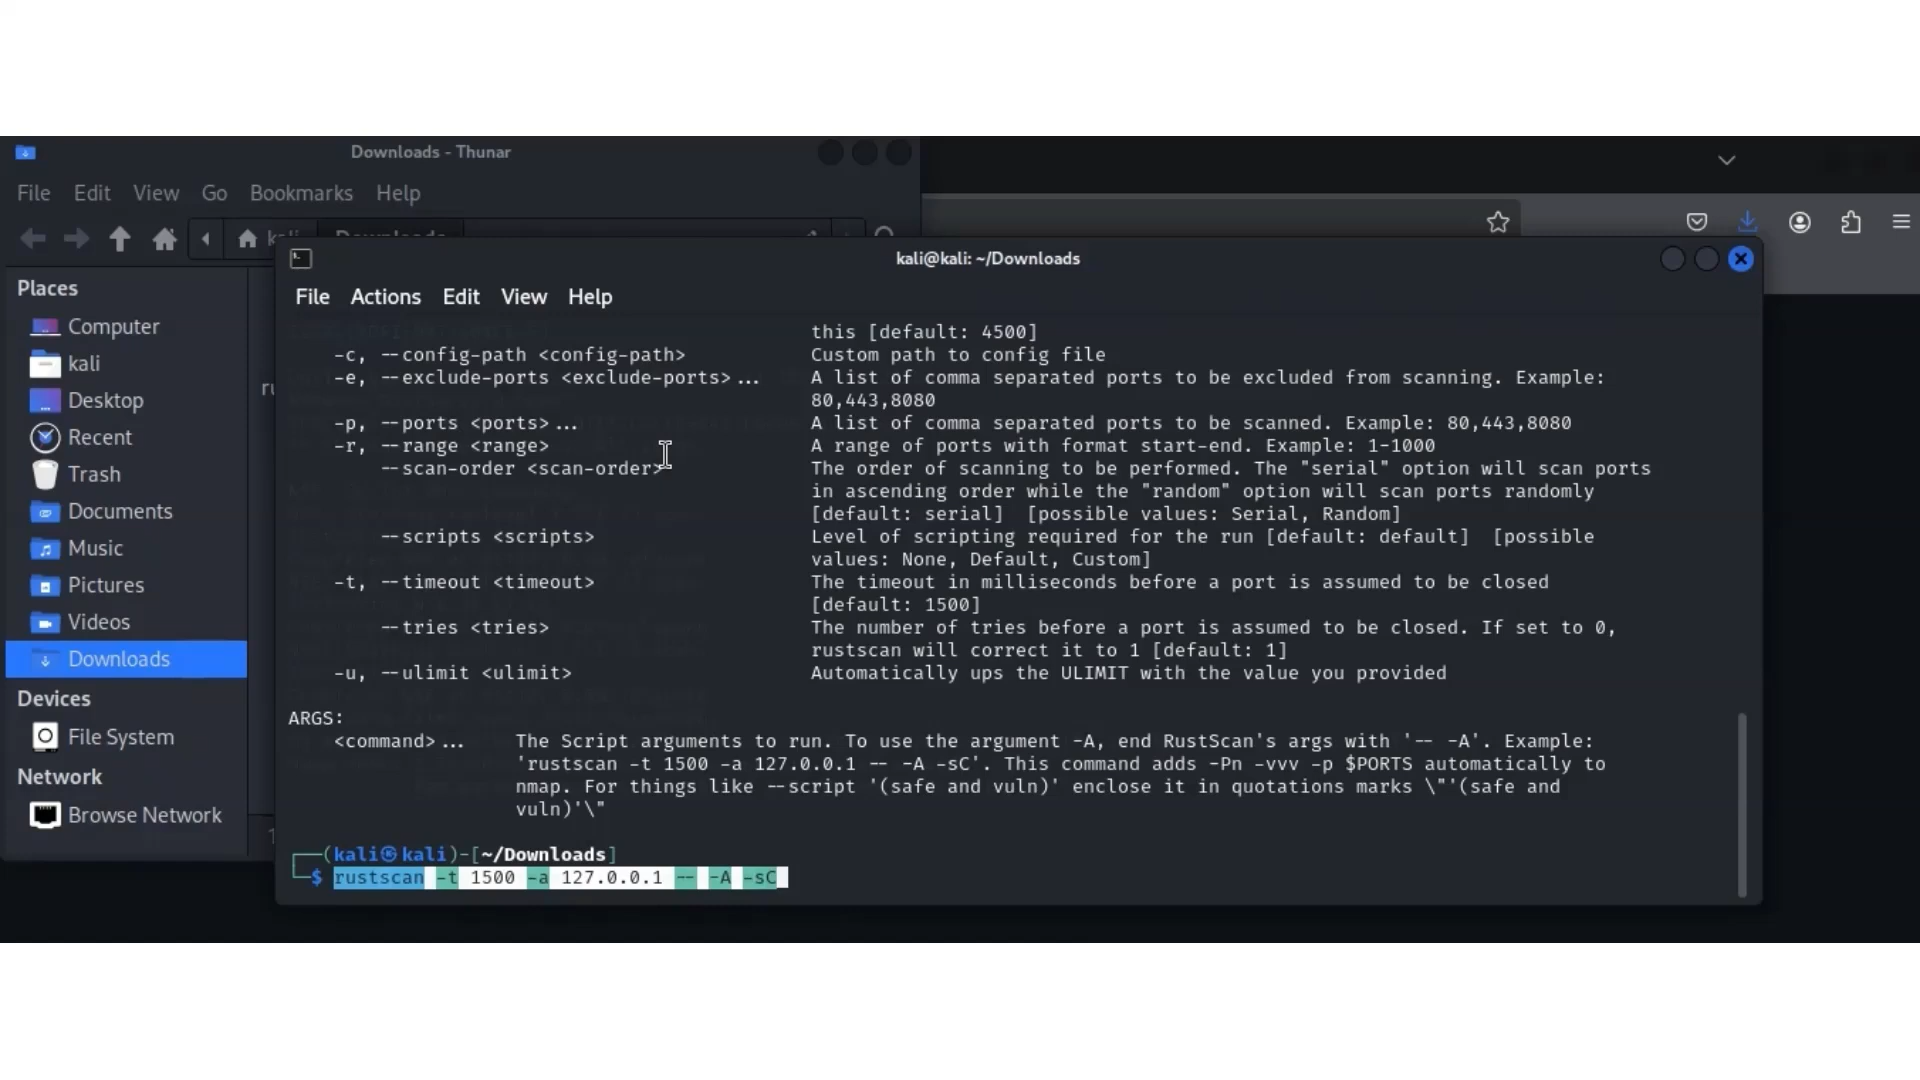 Downloads - Thunar
File Edit View Go Bookmarks Help
kali@kali: ~/Downloads
File Actions Edit View Help
Places
Computer
kali
Desktop
Recent
Trash
Documents
Music
Pictures
Videos
Downloads
Devices
File System
Network
Browse Network
this [default: 4500]
-c, --config-path <config-path> Custom path to config file
-e, --exclude-ports <exclude-ports>... A list of comma separated ports to be excluded from scanning. Example:
80,443,8080
-p, --ports <ports>... A list of comma separated ports to be scanned. Example: 80,443,8080
-r, --range <range> A range of ports with format start-end. Example: 1-1000
--scan-order <scan-order> The order of scanning to be performed. The "serial" option will scan ports
in ascending order while the "random" option will scan ports randomly
[default: serial] [possible values: Serial, Random]
--scripts <scripts> Level of scripting required for the run [default: default] [possible
values: None, Default, Custom]
-t, --timeout <timeout> The timeout in milliseconds before a port is assumed to be closed
[default: 1500]
--tries <tries> The number of tries before a port is assumed to be closed. If set to 0,
rustscan will correct it to 1 [default: 1]
-u, --ulimit <ulimit> Automatically ups the ULIMIT with the value you provided
ARGS:
<command>... The Script arguments to run. To use the argument -A, end RustScan's args with '-- -A'. Example:
'rustscan -t 1500 -a 127.0.0.1 -- -A -sC'. This command adds -Pn -vvv -p $PORTS automatically to
nmap. For things like --script '(safe and vuln)' enclose it in quotations marks \"'(safe and
vuln)'\"
(kali㉿kali)-[~/Downloads]
$ rustscan -t 1500 -a 127.0.0.1 -- -A -sC